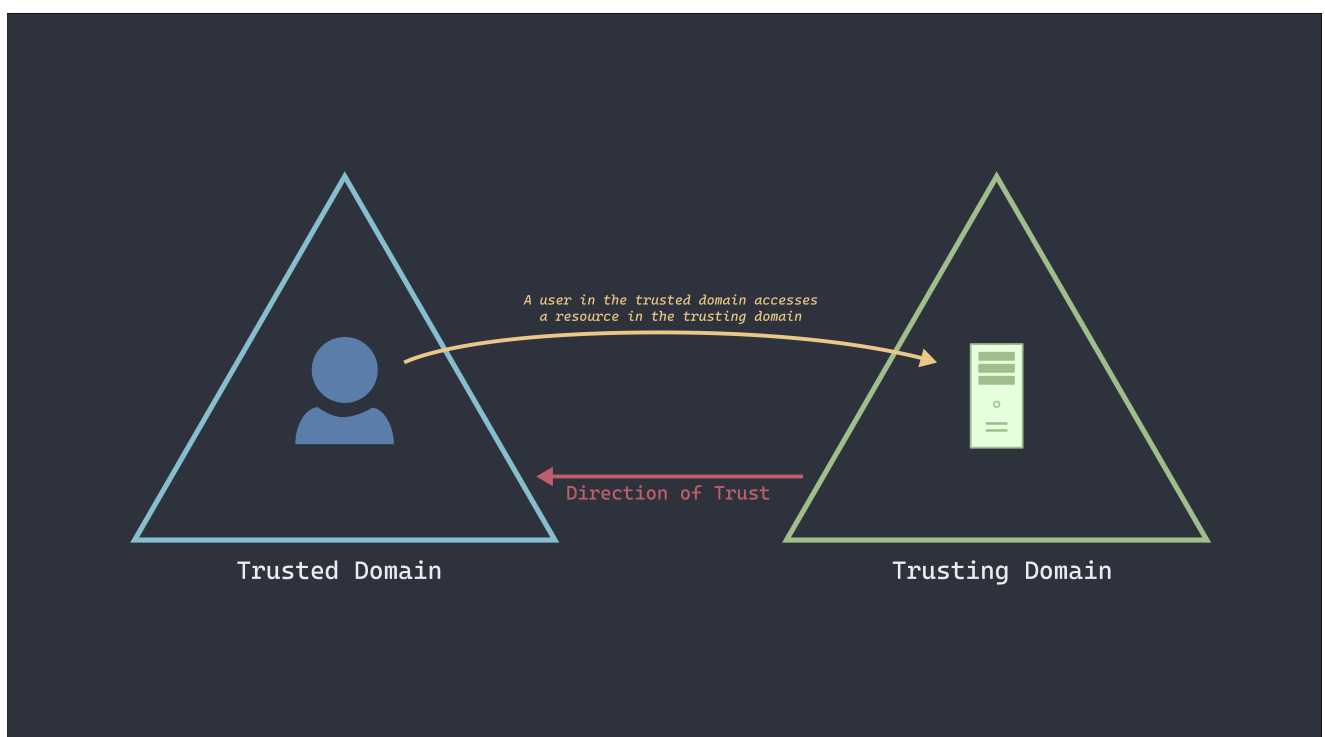 A user in the trusted domain accesses
a resource in the trusting domain
Direction of Trust
Trusted Domain
Trusting Domain